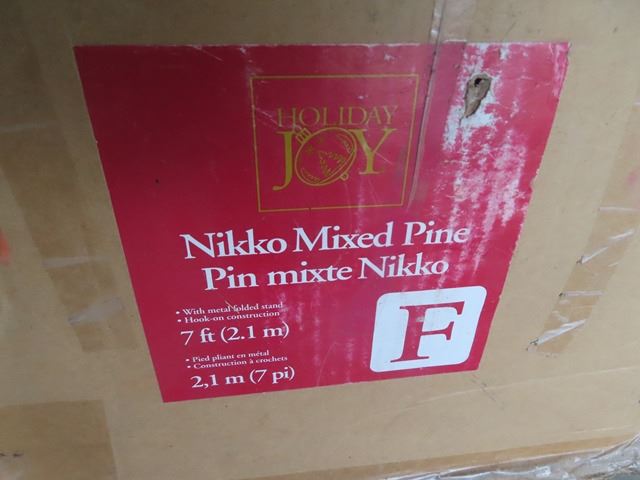 HOLIDAY
JOY
Nikko Mixed Pine
Pin mixte Nikko
• With metal folded stand
• Hook-on construction
7 ft (2.1 m)
• Pied pliant en métal
• Construction à crochets
2,1 m (7 pi)
F